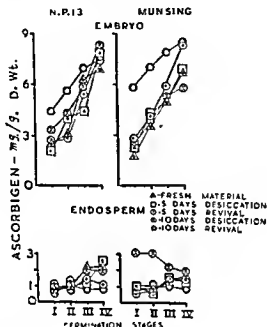 N.P.13 MUNSING
EMBRYO
9
6
3
0
ASCORBIGEN - mg/g. D. Wt.
△-FRESH MATERIAL
□-5 DAYS DESICCATION
-5 DAYS REVIVAL
-10 DAYS DESICCATION
-10 DAYS REVIVAL
ENDOSPERM
3
1
0
I II III IV I II III IV
GERMINATION STAGES